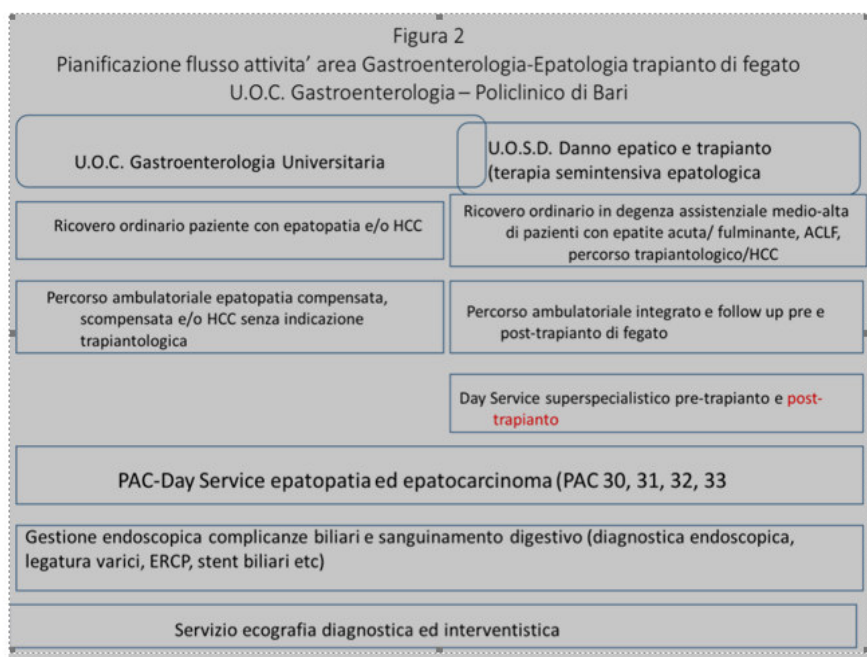 Figura 2
Pianificazione flusso attivita’ area Gastroenterologia-Epatologia trapianto di fegato
U.O.C. Gastroenterologia – Policlinico di Bari
U.O.C. Gastroenterologia Universitaria
U.O.S.D. Danno epatico e trapianto
(terapia semintensiva epatologica
Ricovero ordinario paziente con epatopatia e/o HCC
Ricovero ordinario in degenza assistenziale medio-alta
di pazienti con epatite acuta/ fulminante, ACLF,
percorso trapiantologico/HCC
Percorso ambulatoriale epatopatia compensata,
scompensata e/o HCC senza indicazione
trapiantologica
Percorso ambulatoriale integrato e follow up pre e
post-trapianto di fegato
Day Service superspecialistico pre-trapianto e post-
trapianto
PAC-Day Service epatopatia ed epatocarcinoma (PAC 30, 31, 32, 33
Gestione endoscopica complicanze biliari e sanguinamento digestivo (diagnostica endoscopica,
legatura varici, ERCP, stent biliari etc)
Servizio ecografia diagnostica ed interventistica